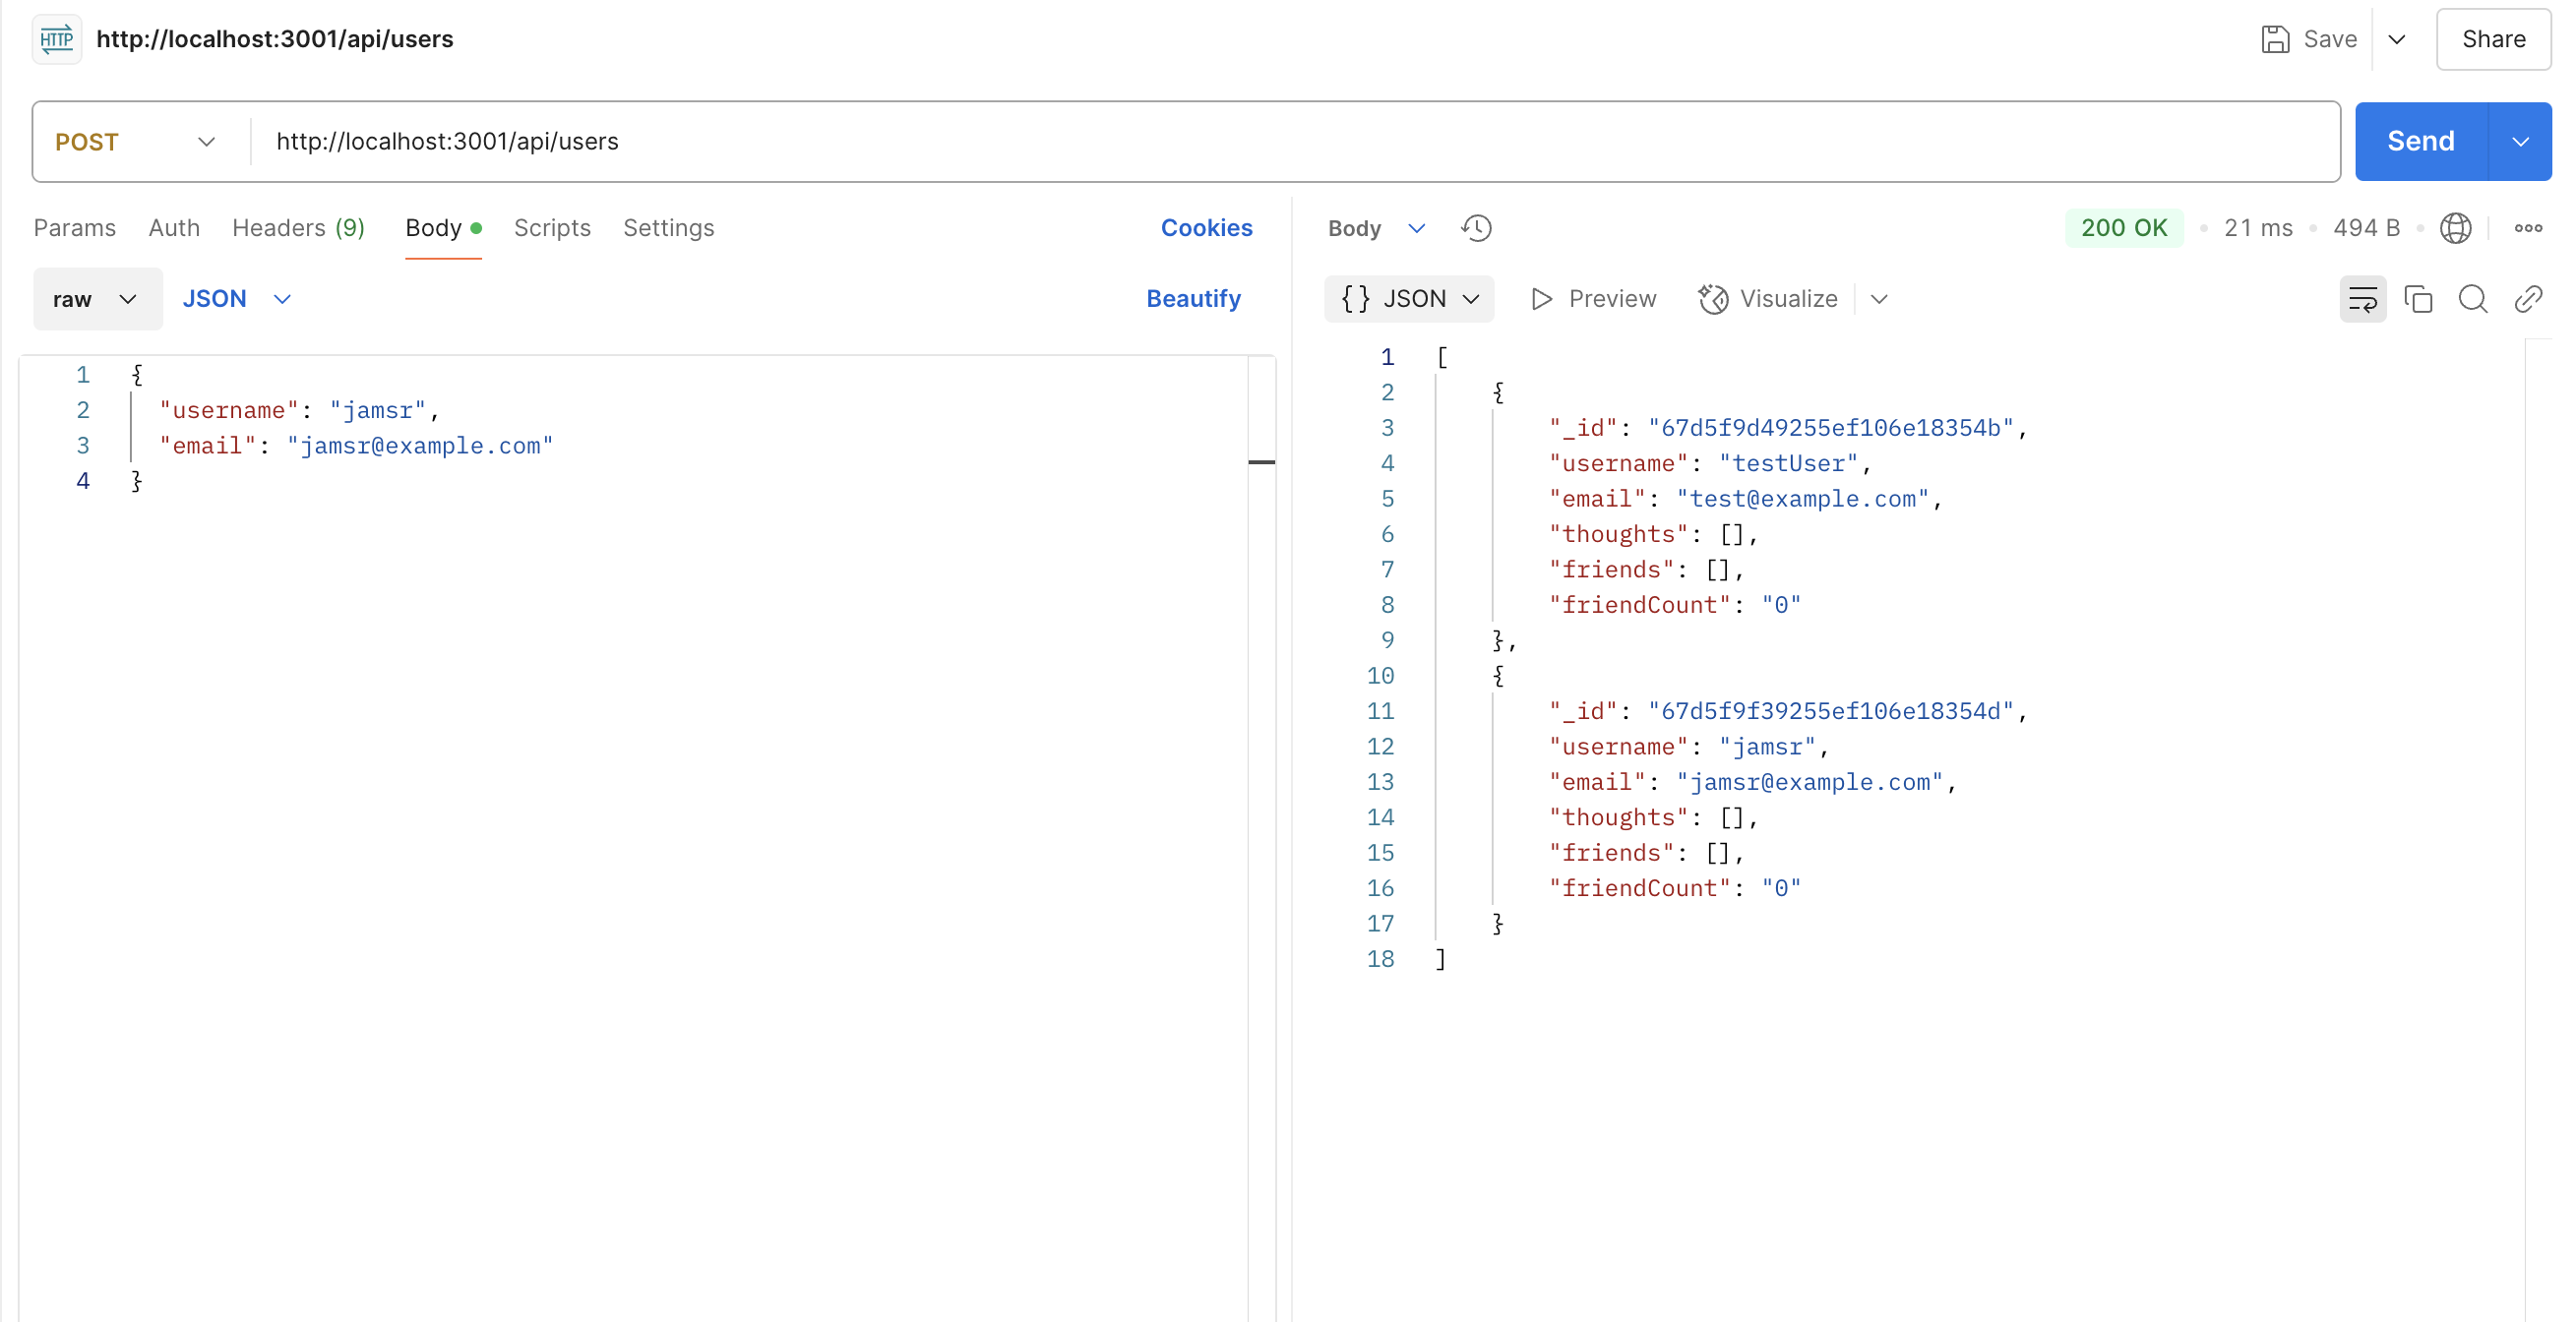 HTTP http://localhost:3001/api/users Save Share
POST http://localhost:3001/api/users Send
Params Auth Headers (9) Body Scripts Settings Cookies
raw JSON Beautify
1 {
2 "username": "jamsr",
3 "email": "jamsr@example.com"
4 }
Body 200 OK • 21 ms • 494 B •
{} JSON Preview Visualize
1 [
2 {
3 "_id": "67d5f9d49255ef106e18354b",
4 "username": "testUser",
5 "email": "test@example.com",
6 "thoughts": [],
7 "friends": [],
8 "friendCount": "0"
9 },
10 {
11 "_id": "67d5f9f39255ef106e18354d",
12 "username": "jamsr",
13 "email": "jamsr@example.com",
14 "thoughts": [],
15 "friends": [],
16 "friendCount": "0"
17 }
18 ]